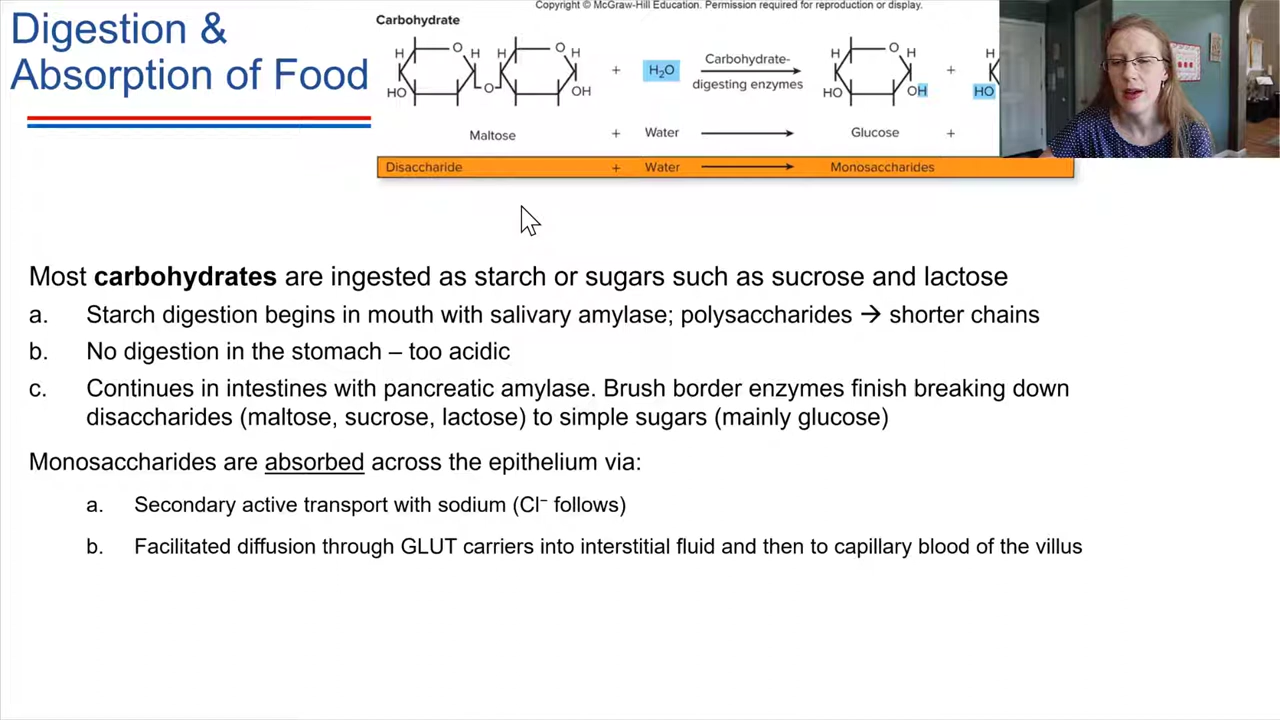 Digestion &
Absorption of Food
Copyright © McGraw-Hill Education. Permission required for reproduction or display.
Carbohydrate
H O H H O H H O H H
+ H₂O Carbohydrate- +
digesting enzymes
HO O OH HO OH HO
Maltose + Water Glucose +
Disaccharide + Water Monosaccharides
Most carbohydrates are ingested as starch or sugars such as sucrose and lactose
a. Starch digestion begins in mouth with salivary amylase; polysaccharides → shorter chains
b. No digestion in the stomach – too acidic
c. Continues in intestines with pancreatic amylase. Brush border enzymes finish breaking down
disaccharides (maltose, sucrose, lactose) to simple sugars (mainly glucose)
Monosaccharides are absorbed across the epithelium via:
a. Secondary active transport with sodium (Cl⁻ follows)
b. Facilitated diffusion through GLUT carriers into interstitial fluid and then to capillary blood of the villus